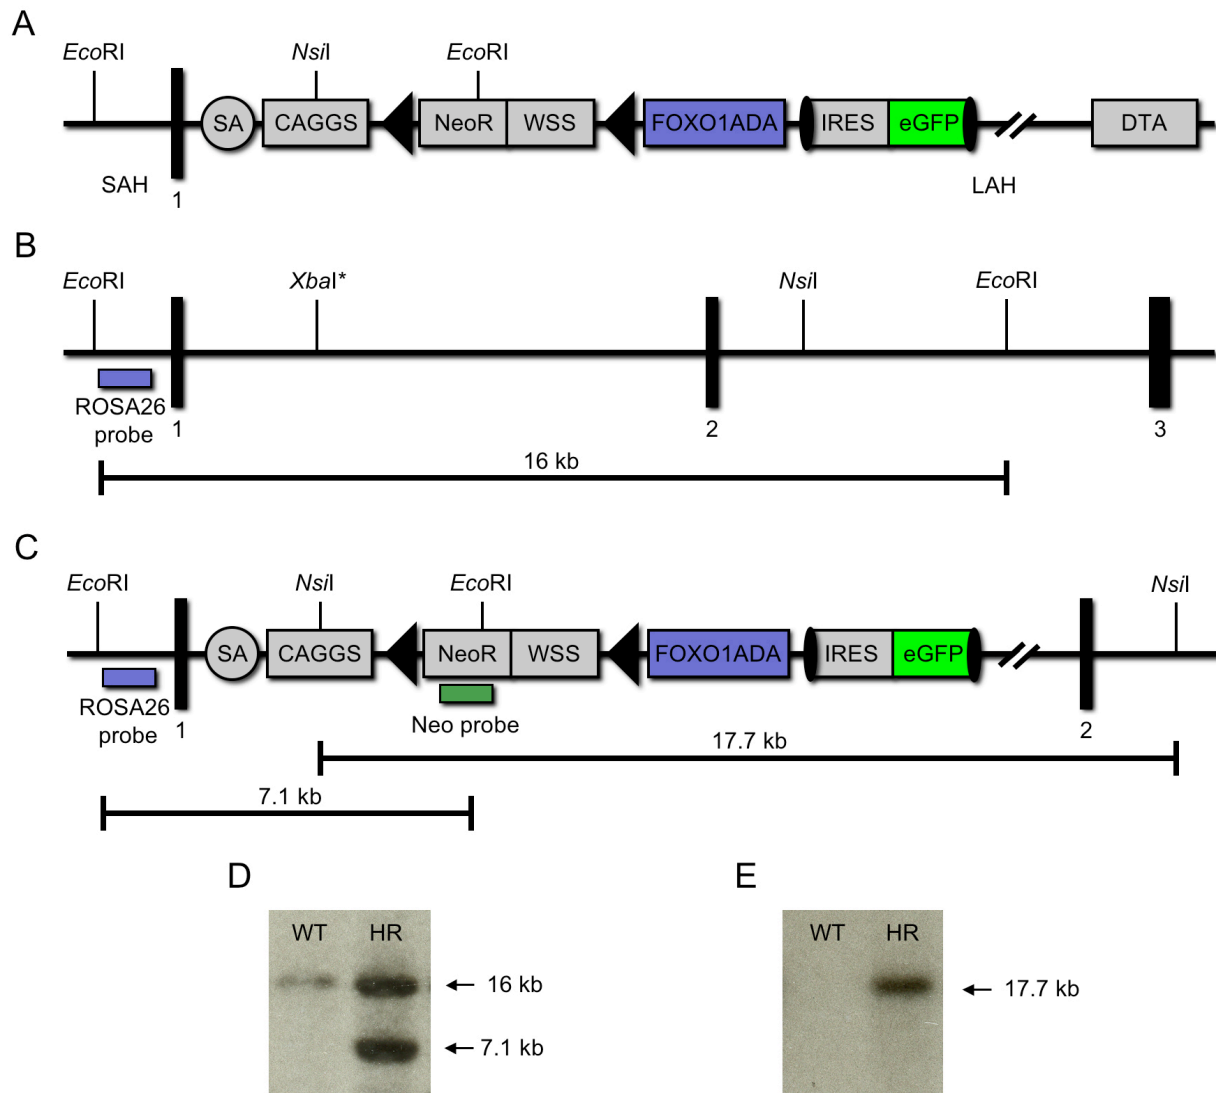 A
EcoRI NsiI EcoRI
SA CAGGS NeoR WSS FOXO1ADA IRES eGFP DTA
SAH LAH
1
B
EcoRI XbaI* NsiI EcoRI
ROSA26
probe
1 2 3
16 kb
C
EcoRI NsiI EcoRI NsiI
SA CAGGS NeoR WSS FOXO1ADA IRES eGFP
ROSA26
probe
1 Neo probe 2
17.7 kb
7.1 kb
D
WT HR
16 kb
7.1 kb
E
WT HR
17.7 kb